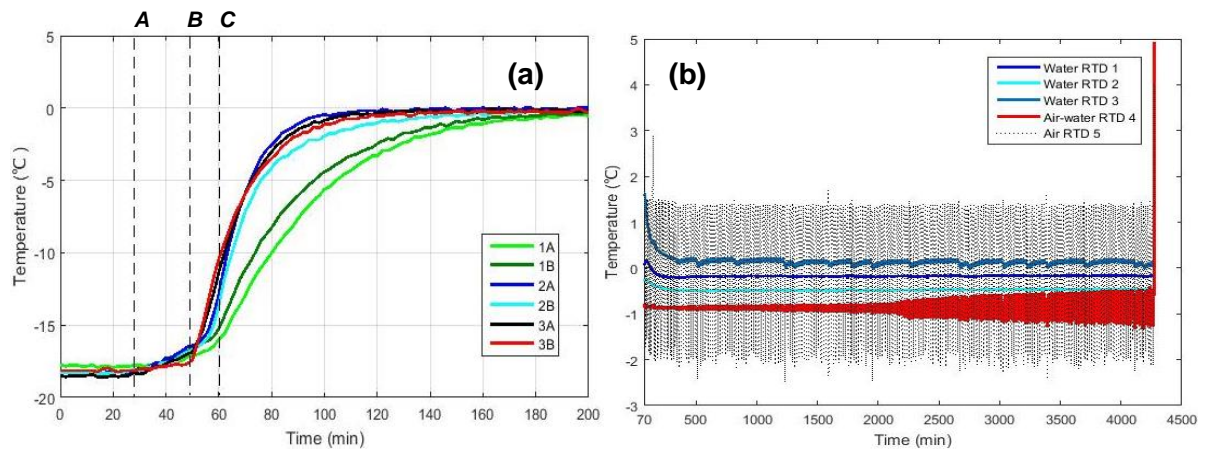 A B C
(a)
5
0
-5
-10
-15
-20
0 20 40 60 80 100 120 140 160 180 200
Temperature (℃)
Time (min)
1A
1B
2A
2B
3A
3B
(b)
5
4
3
2
1
0
-1
-2
-3
70 500 1000 1500 2000 2500 3000 3500 4000 4500
Temperature (℃)
Time (min)
Water RTD 1
Water RTD 2
Water RTD 3
Air-water RTD 4
Air RTD 5